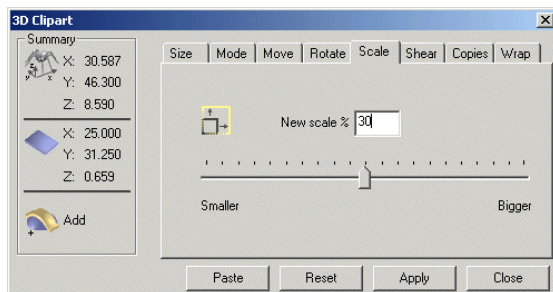 3D Clipart
Summary
X: 30.587
Y: 46.300
Z: 8.590
X: 25.000
Y: 31.250
Z: 0.659
Add
Size Mode Move Rotate Scale Shear Copies Wrap
New scale % 30
Smaller Bigger
Paste Reset Apply Close